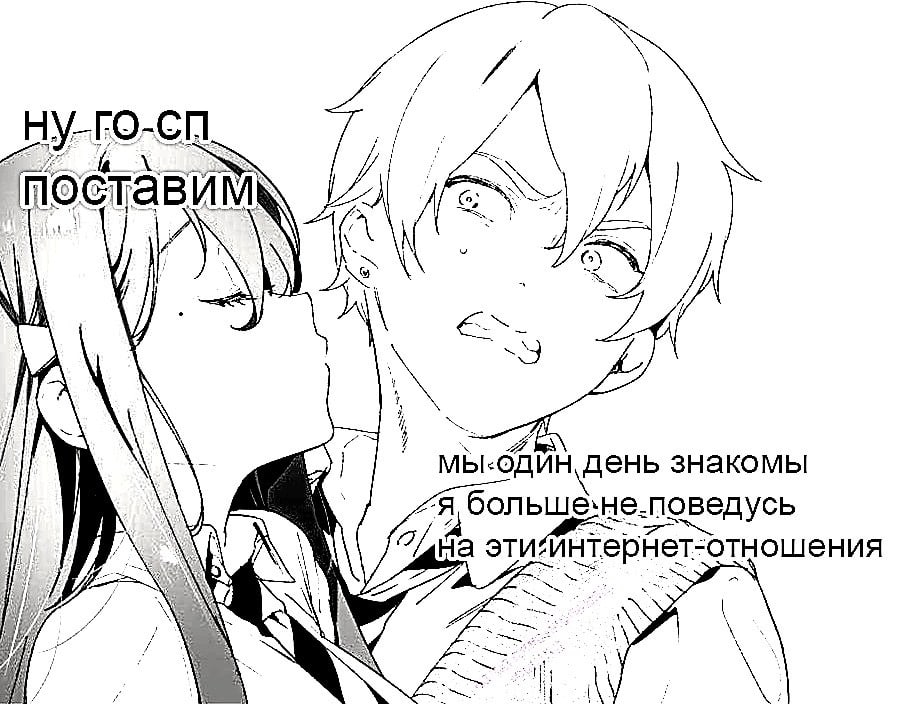 ну го сп
поставим
мы один день знакомы
я больше не поведусь
на эти интернет-отношения